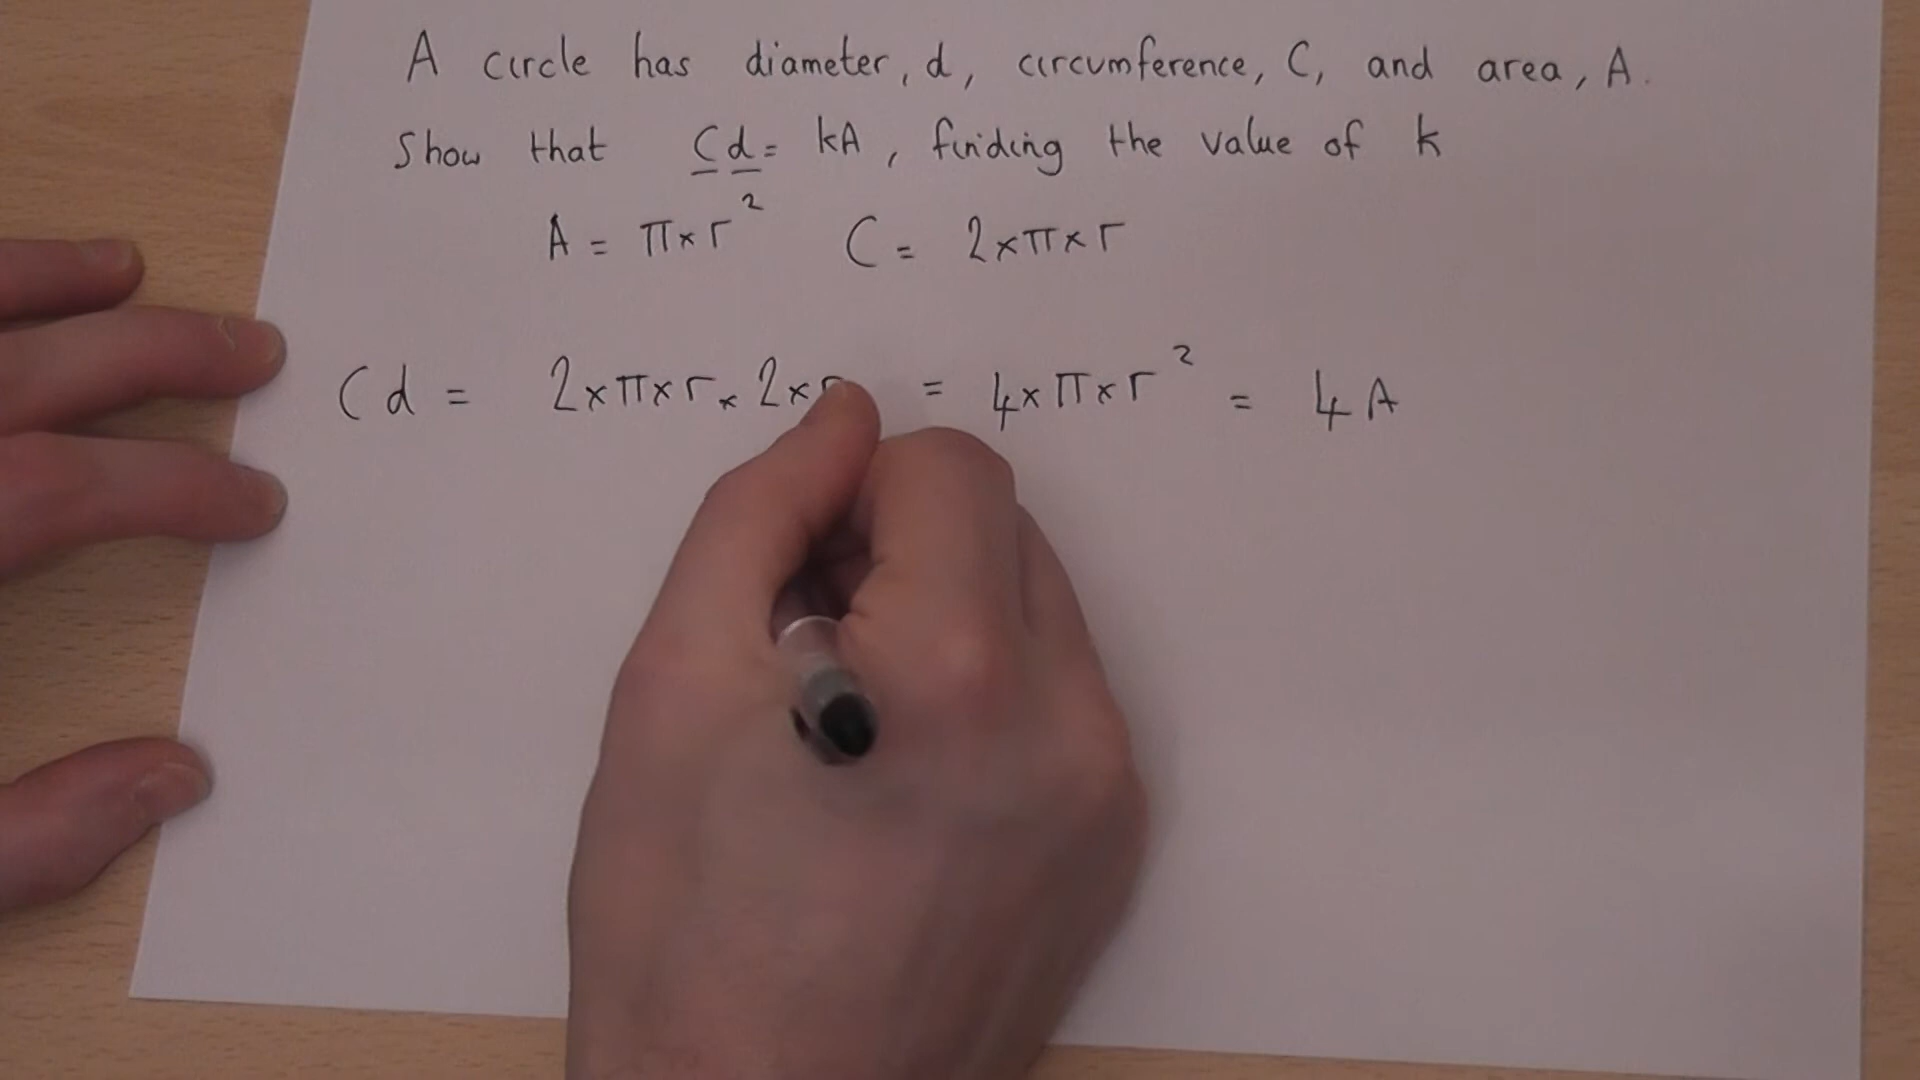 A circle has diameter, d, circumference, C, and area, A.
Show that Cd = kA, finding the value of k
A = π×r² C = 2×π×r
Cd = 2×π×r × 2×r = 4×π×r² = 4A